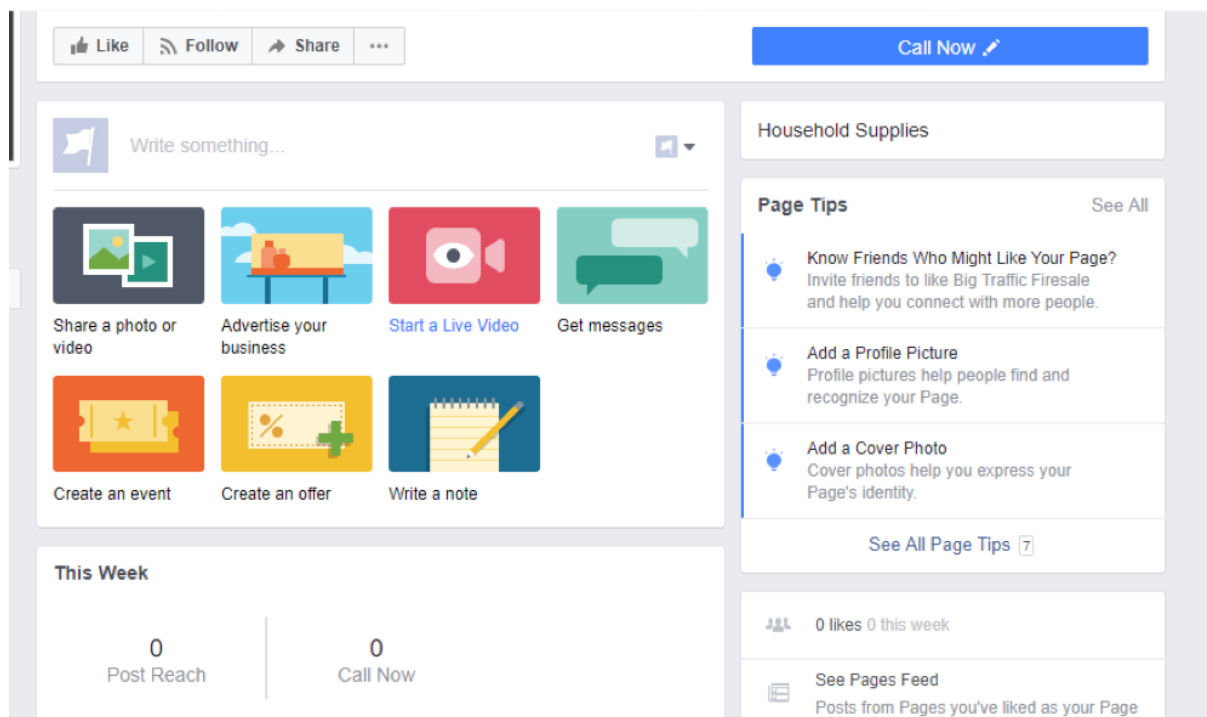 Like Follow Share ...
Call Now
Write something...
Share a photo or
video
Advertise your
business
Start a Live Video
Get messages
Create an event
Create an offer
Write a note
This Week
0
Post Reach
0
Call Now
Household Supplies
Page Tips See All
Know Friends Who Might Like Your Page?
Invite friends to like Big Traffic Firesale
and help you connect with more people.
Add a Profile Picture
Profile pictures help people find and
recognize your Page.
Add a Cover Photo
Cover photos help you express your
Page's identity.
See All Page Tips 7
0 likes 0 this week
See Pages Feed
Posts from Pages you've liked as your Page